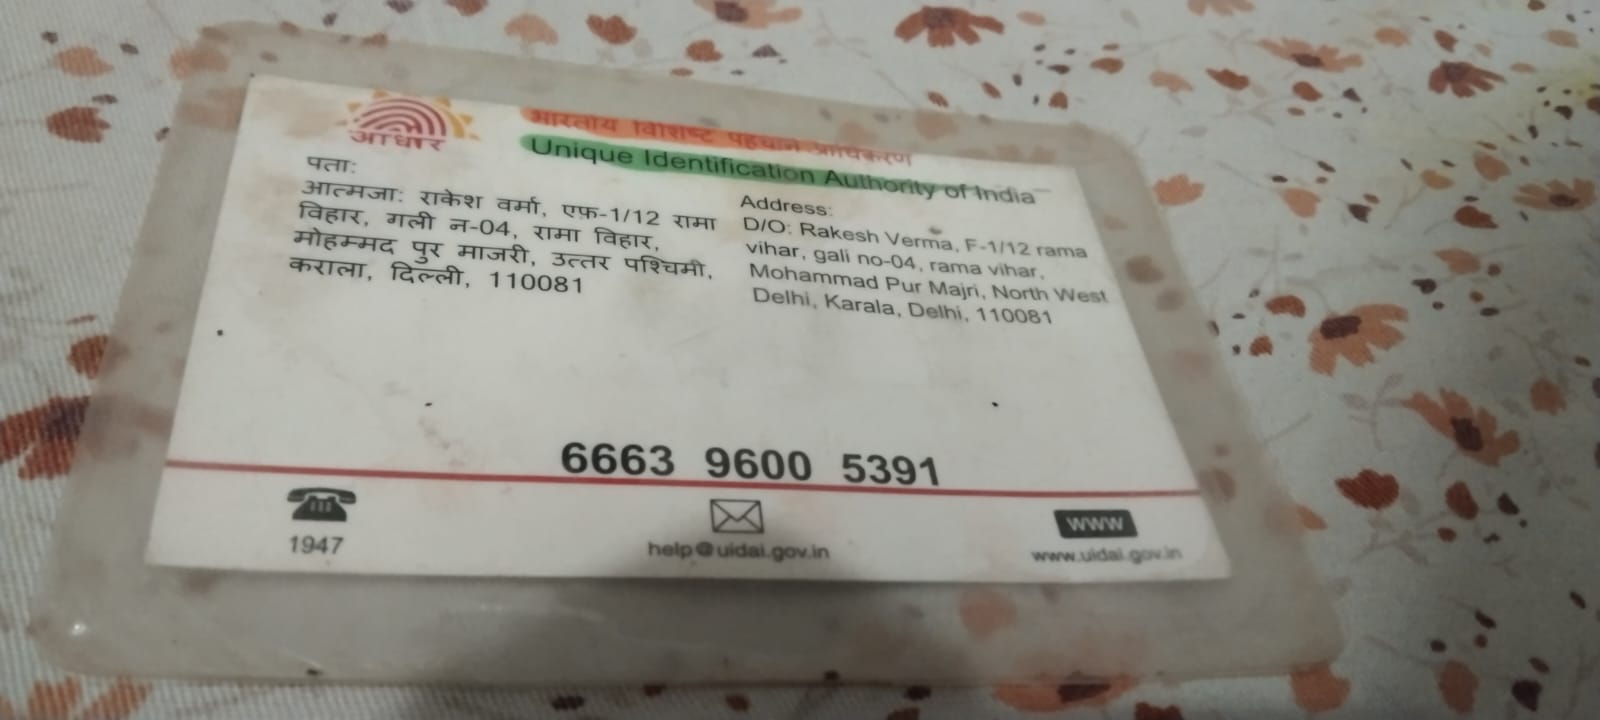 आधार
भारतीय विशिष्ट पहचान प्राधिकरण
Unique Identification Authority of India
पता:
आत्मजा: राकेश वर्मा, एफ़-1/12 रामा
विहार, गली न-04, रामा विहार,
मोहम्मद पुर माजरी, उत्तर पश्चिमी,
कराला, दिल्ली, 110081
Address:
D/O: Rakesh Verma, F-1/12 rama
vihar, gali no-04, rama vihar,
Mohammad Pur Majri, North West
Delhi, Karala, Delhi, 110081
6663 9600 5391
1947
help@uidai.gov.in
www
www.uidai.gov.in